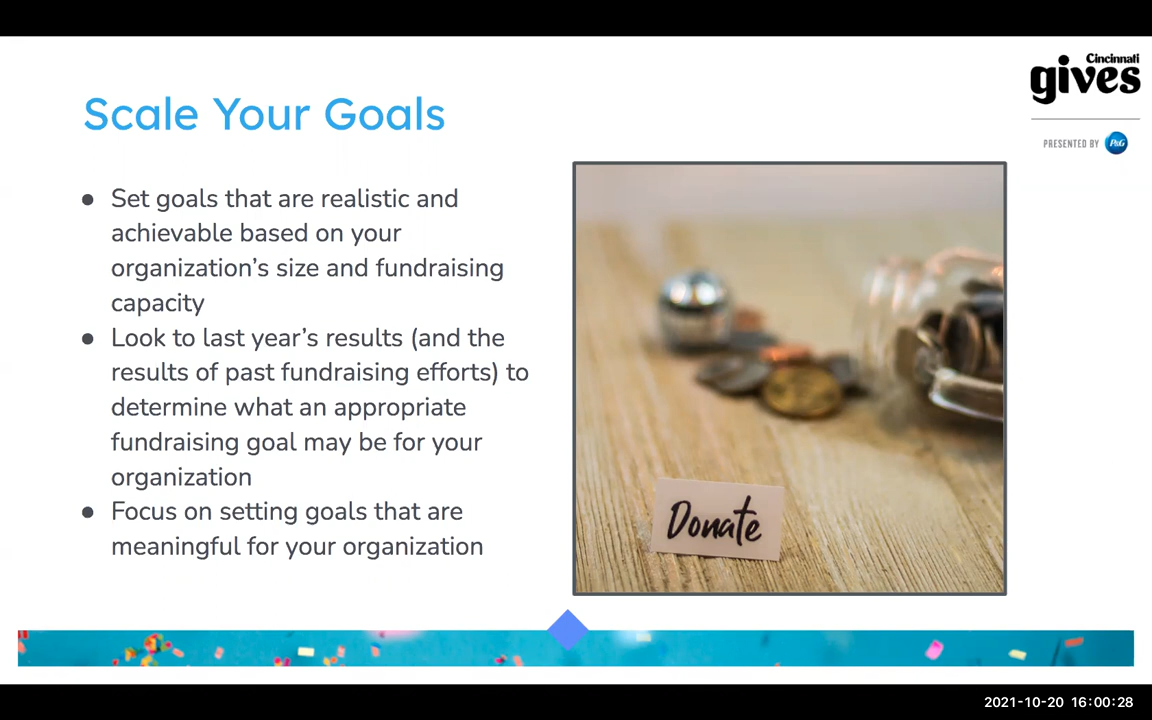 Cincinnati
gives
PRESENTED BY P&G
Scale Your Goals
● Set goals that are realistic and
achievable based on your
organization’s size and fundraising
capacity
● Look to last year’s results (and the
results of past fundraising efforts) to
determine what an appropriate
fundraising goal may be for your
organization
● Focus on setting goals that are
meaningful for your organization
Donate
2021-10-20 16:00:28